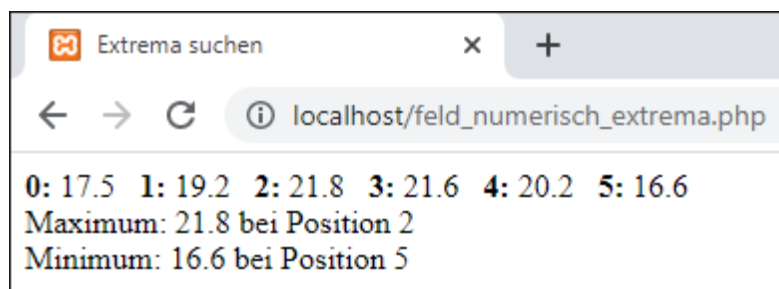 Extrema suchen
localhost/feld_numerisch_extrema.php
0: 17.5 1: 19.2 2: 21.8 3: 21.6 4: 20.2 5: 16.6
Maximum: 21.8 bei Position 2
Minimum: 16.6 bei Position 5